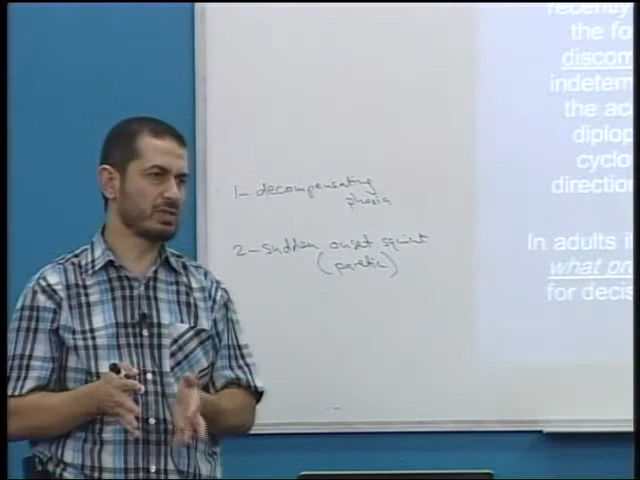 1- decompensating
phoria
2- sudden onset squint
(paretic)
recently
the fo
discom
indeterm
the ac
diplop
cyclo
direction
In adults i
what pr
for decis